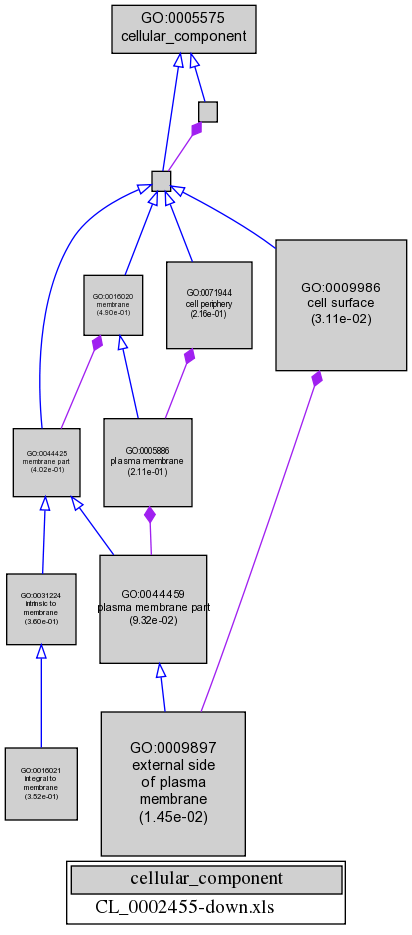 GO:0005575
cellular_component
GO:0009986
cell surface
(3.11e-02)
GO:0016020
membrane
(4.90e-01)
GO:0071944
cell periphery
(2.16e-01)
GO:0044425
membrane part
(4.02e-01)
GO:0005886
plasma membrane
(2.11e-01)
GO:0031224
intrinsic to
membrane
(3.60e-01)
GO:0044459
plasma membrane part
(9.32e-02)
GO:0016021
integral to
membrane
(3.52e-01)
GO:0009897
external side
of plasma
membrane
(1.45e-02)
cellular_component
CL_0002455-down.xls